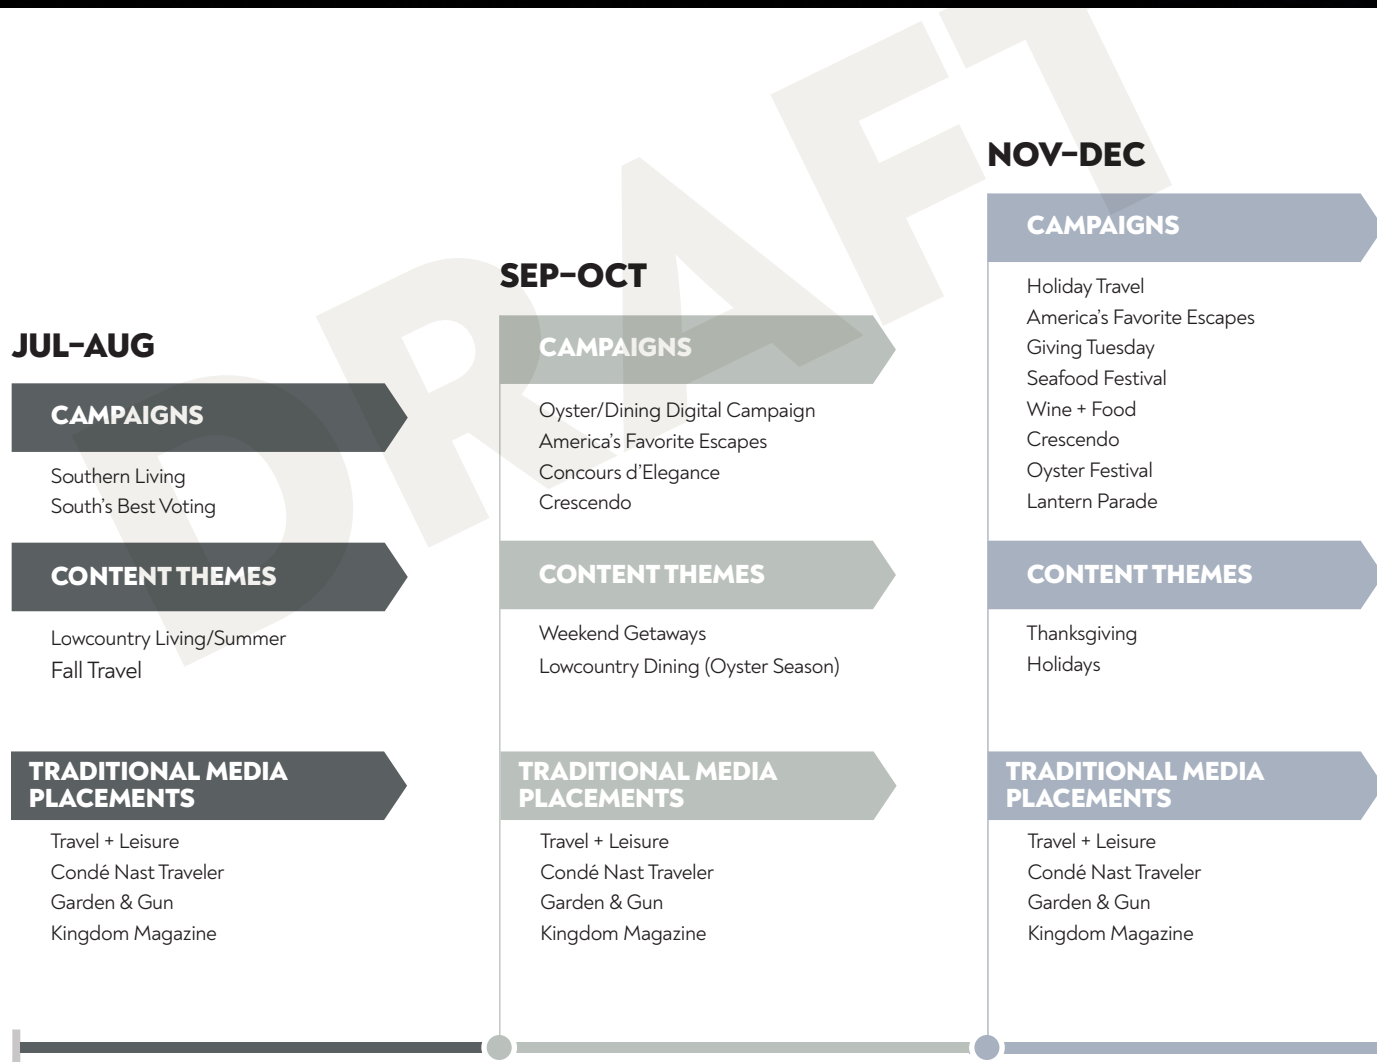 DRAFT
JUL–AUG
CAMPAIGNS
Southern Living
South's Best Voting
CONTENT THEMES
Lowcountry Living/Summer
Fall Travel
TRADITIONAL MEDIA
PLACEMENTS
Travel + Leisure
Condé Nast Traveler
Garden & Gun
Kingdom Magazine
SEP–OCT
CAMPAIGNS
Oyster/Dining Digital Campaign
America's Favorite Escapes
Concours d'Elegance
Crescendo
CONTENT THEMES
Weekend Getaways
Lowcountry Dining (Oyster Season)
TRADITIONAL MEDIA
PLACEMENTS
Travel + Leisure
Condé Nast Traveler
Garden & Gun
Kingdom Magazine
NOV–DEC
CAMPAIGNS
Holiday Travel
America's Favorite Escapes
Giving Tuesday
Seafood Festival
Wine + Food
Crescendo
Oyster Festival
Lantern Parade
CONTENT THEMES
Thanksgiving
Holidays
TRADITIONAL MEDIA
PLACEMENTS
Travel + Leisure
Condé Nast Traveler
Garden & Gun
Kingdom Magazine